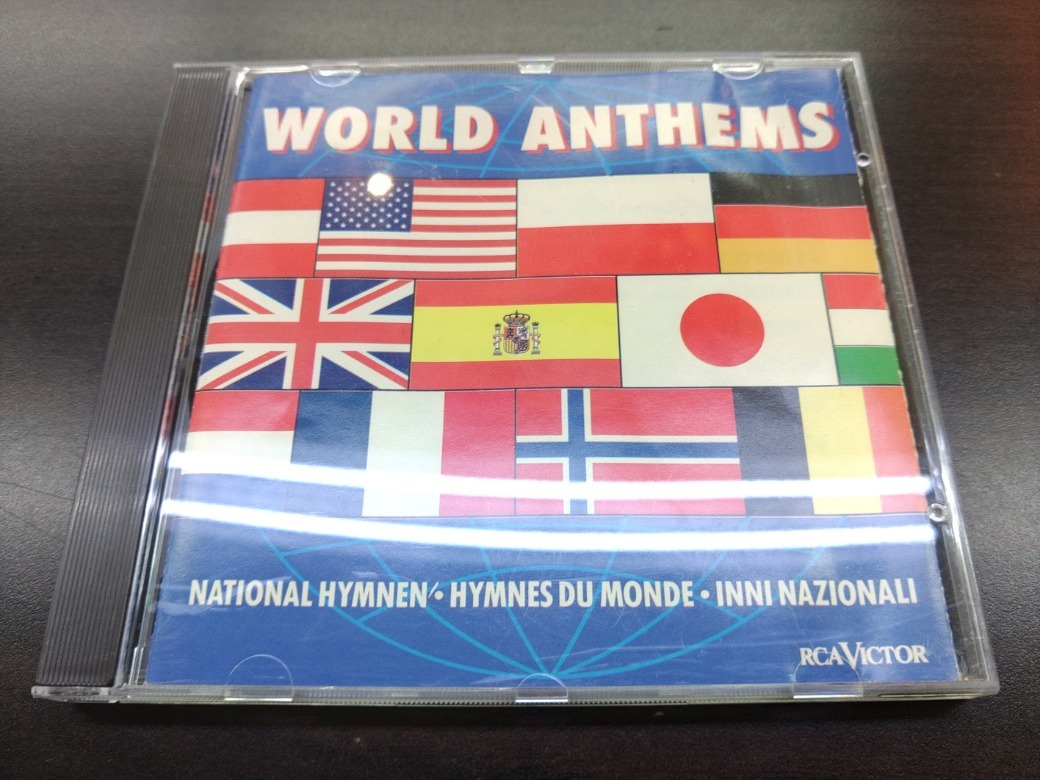 WORLD ANTHEMS
NATIONAL HYMNEN • HYMNES DU MONDE • INNI NAZIONALI
RCA VICTOR